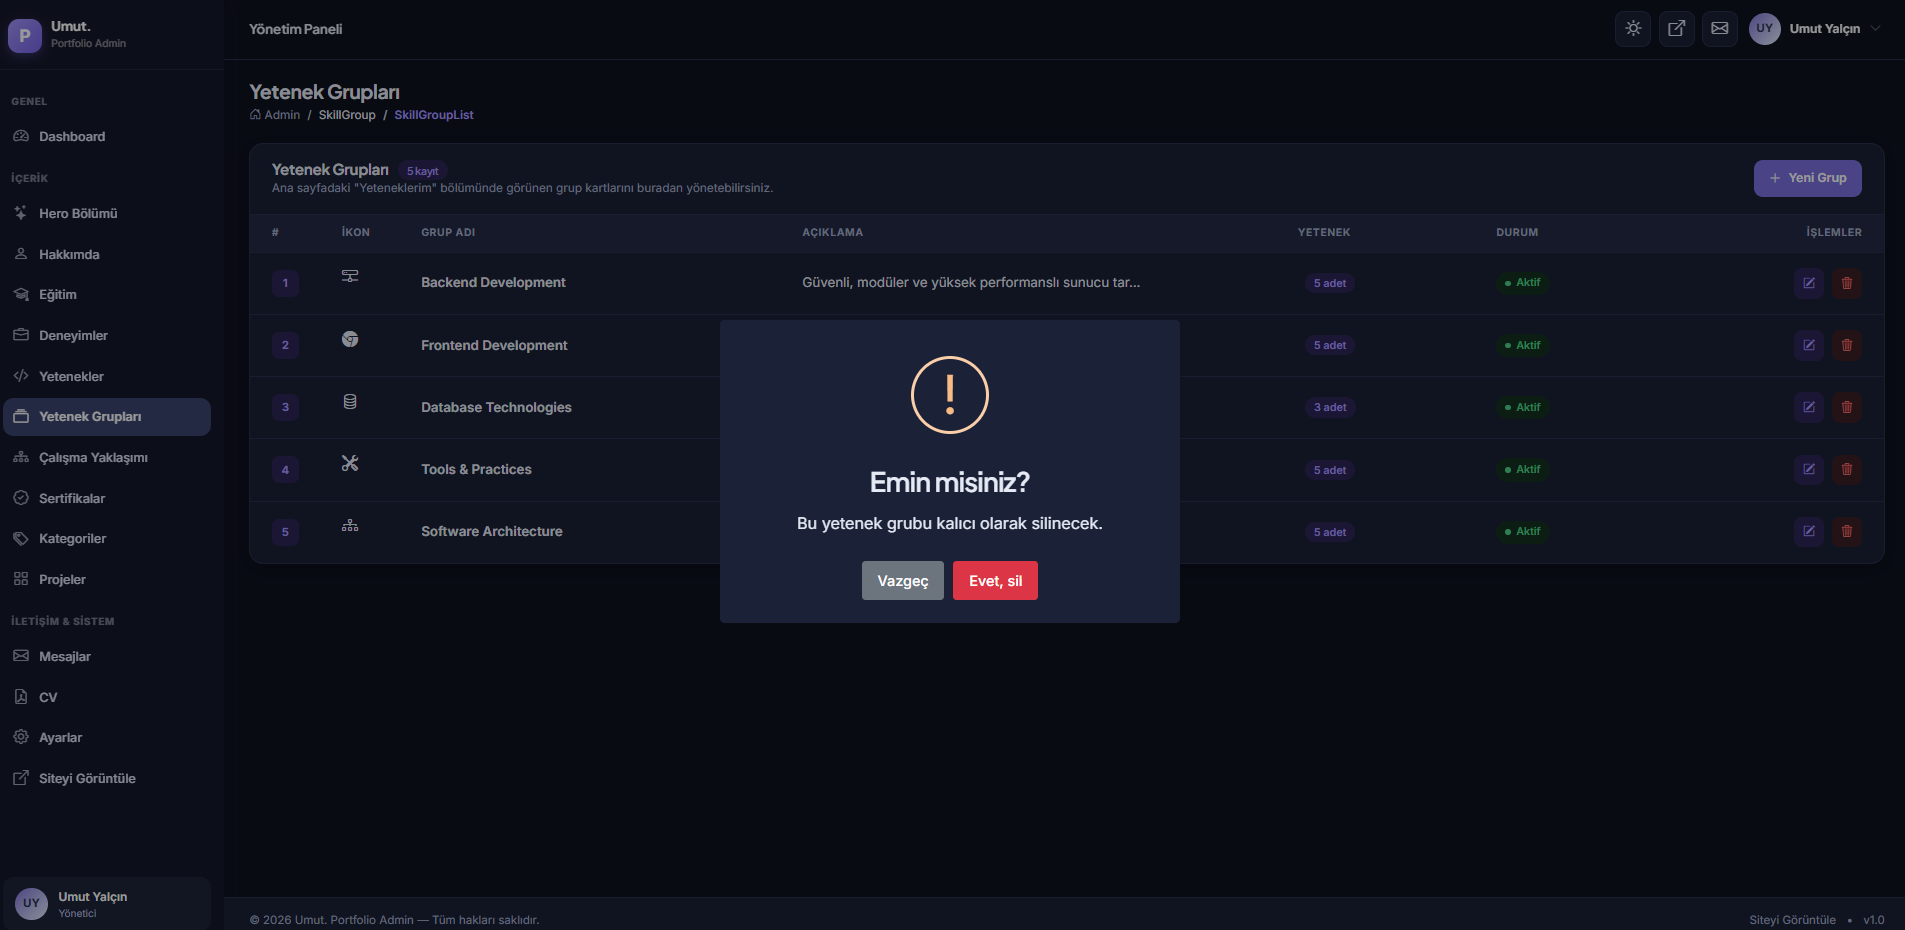 P
Umut.
Portfolio Admin
GENEL
Dashboard
İÇERİK
Hero Bölümü
Hakkımda
Eğitim
Deneyimler
Yetenekler
Yetenek Grupları
Çalışma Yaklaşımı
Sertifikalar
Kategoriler
Projeler
İLETİŞİM & SİSTEM
Mesajlar
CV
Ayarlar
Siteyi Görüntüle
UY
Umut Yalçın
Yönetici
Yönetim Paneli
UY Umut Yalçın
Yetenek Grupları
Admin / SkillGroup / SkillGroupList
Yetenek Grupları 5 kayıt
Ana sayfadaki "Yeteneklerim" bölümünde görünen grup kartlarını buradan yönetebilirsiniz.
+ Yeni Grup
# İKON GRUP ADI AÇIKLAMA YETENEK DURUM İŞLEMLER
1 Backend Development Güvenli, modüler ve yüksek performanslı sunucu tar... 5 adet Aktif
2 Frontend Development 5 adet Aktif
3 Database Technologies 3 adet Aktif
4 Tools & Practices 5 adet Aktif
5 Software Architecture 5 adet Aktif
!
Emin misiniz?
Bu yetenek grubu kalıcı olarak silinecek.
Vazgeç Evet, sil
© 2026 Umut. Portfolio Admin — Tüm hakları saklıdır.
Siteyi Görüntüle • v1.0